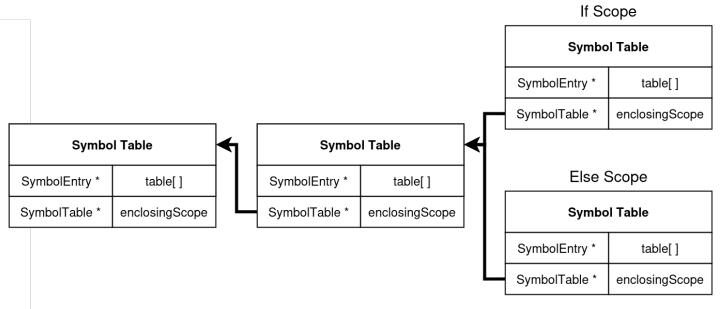 If Scope
Symbol Table
SymbolEntry * table[ ]
SymbolTable * enclosingScope
Symbol Table
SymbolEntry * table[ ]
SymbolTable * enclosingScope
Symbol Table
SymbolEntry * table[ ]
SymbolTable * enclosingScope
Else Scope
Symbol Table
SymbolEntry * table[ ]
SymbolTable * enclosingScope